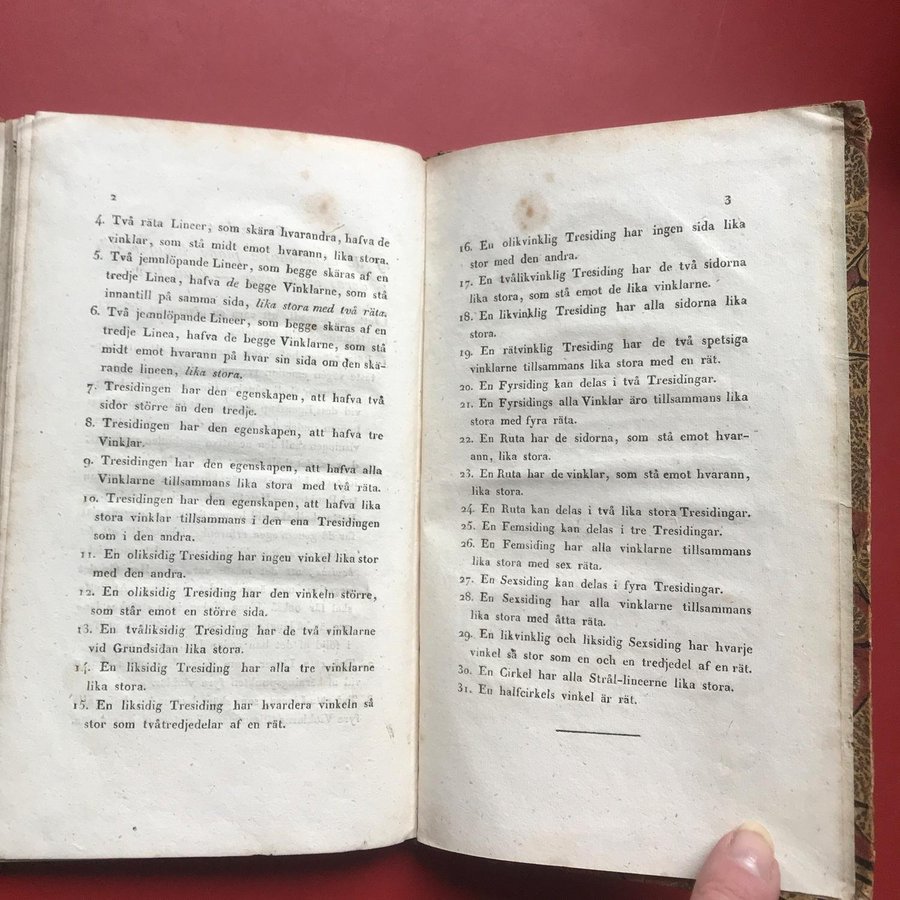 2
4. Två räta Lineer, som skära hvarandra, hafva de
vinklar, som stå midt emot hvarann, lika stora.
5. Två jemnlöpande Lineer, som begge skäras af en
tredje Linea, hafva de begge Vinklarne, som stå
innantill på samma sida, lika stora med två räta.
6. Två jemnlöpande Lineer, som begge skäras af en
tredje Linea, hafva de begge Vinklarne, som stå
midt emot hvarann på hvar sin sida om den skä-
rande lineen, lika stora.
7. Tresidingen har den egenskapen, att hafva två
sidor större än den tredje.
8. Tresidingen har den egenskapen, att hafva tre
Vinklar.
9. Tresidingen har den egenskapen, att hafva alla
Vinklarne tillsammans lika stora med två räta.
10. Tresidingen har den egenskapen, att hafva lika
stora vinklar tillsammans i den ena Tresidingen
som i den andra.
11. En oliksidig Tresiding har ingen vinkel lika stor
med den andra.
12. En oliksidig Tresiding har den vinkeln större,
som står emot en större sida.
13. En tvåliksidig Tresiding har de två vinklarne
vid Grundsidan lika stora.
14. En liksidig Tresiding har alla tre vinklarne
lika stora.
15. En liksidig Tresiding har hvardera vinkeln så
stor som tvåtredjedelar af en rät.
3
16. En olikvinklig Tresiding har ingen sida lika
stor med den andra.
17. En tvålikvinklig Tresiding har de två sidorna
lika stora, som stå emot de lika vinklarne.
18. En likvinklig Tresiding har alla sidorna lika
stora.
19. En rätvinklig Tresiding har de två spetsiga
vinklarne tillsammans lika stora med en rät.
20. En Fyrsiding kan delas i två Tresidingar.
21. En Fyrsidings alla Vinklar äro tillsammans lika
stora med fyra räta.
22. En Ruta har de sidorna, som stå emot hvar-
ann, lika stora.
23. En Ruta har de vinklar, som stå emot hvarann,
lika stora.
24. En Ruta kan delas i två lika stora Tresidingar.
25. En Femsiding kan delas i tre Tresidingar.
26. En Femsiding har alla vinklarne tillsammans
lika stora med sex räta.
27. En Sexsiding kan delas i fyra Tresidingar.
28. En Sexsiding har alla vinklarne tillsammans
lika stora med åtta räta.
29. En likvinklig och liksidig Sexsiding har hvarje
vinkel så stor som en och en tredjedel af en rät.
30. En Cirkel har alla Strål-lineerne lika stora.
31. En halfcirkels vinkel är rät.